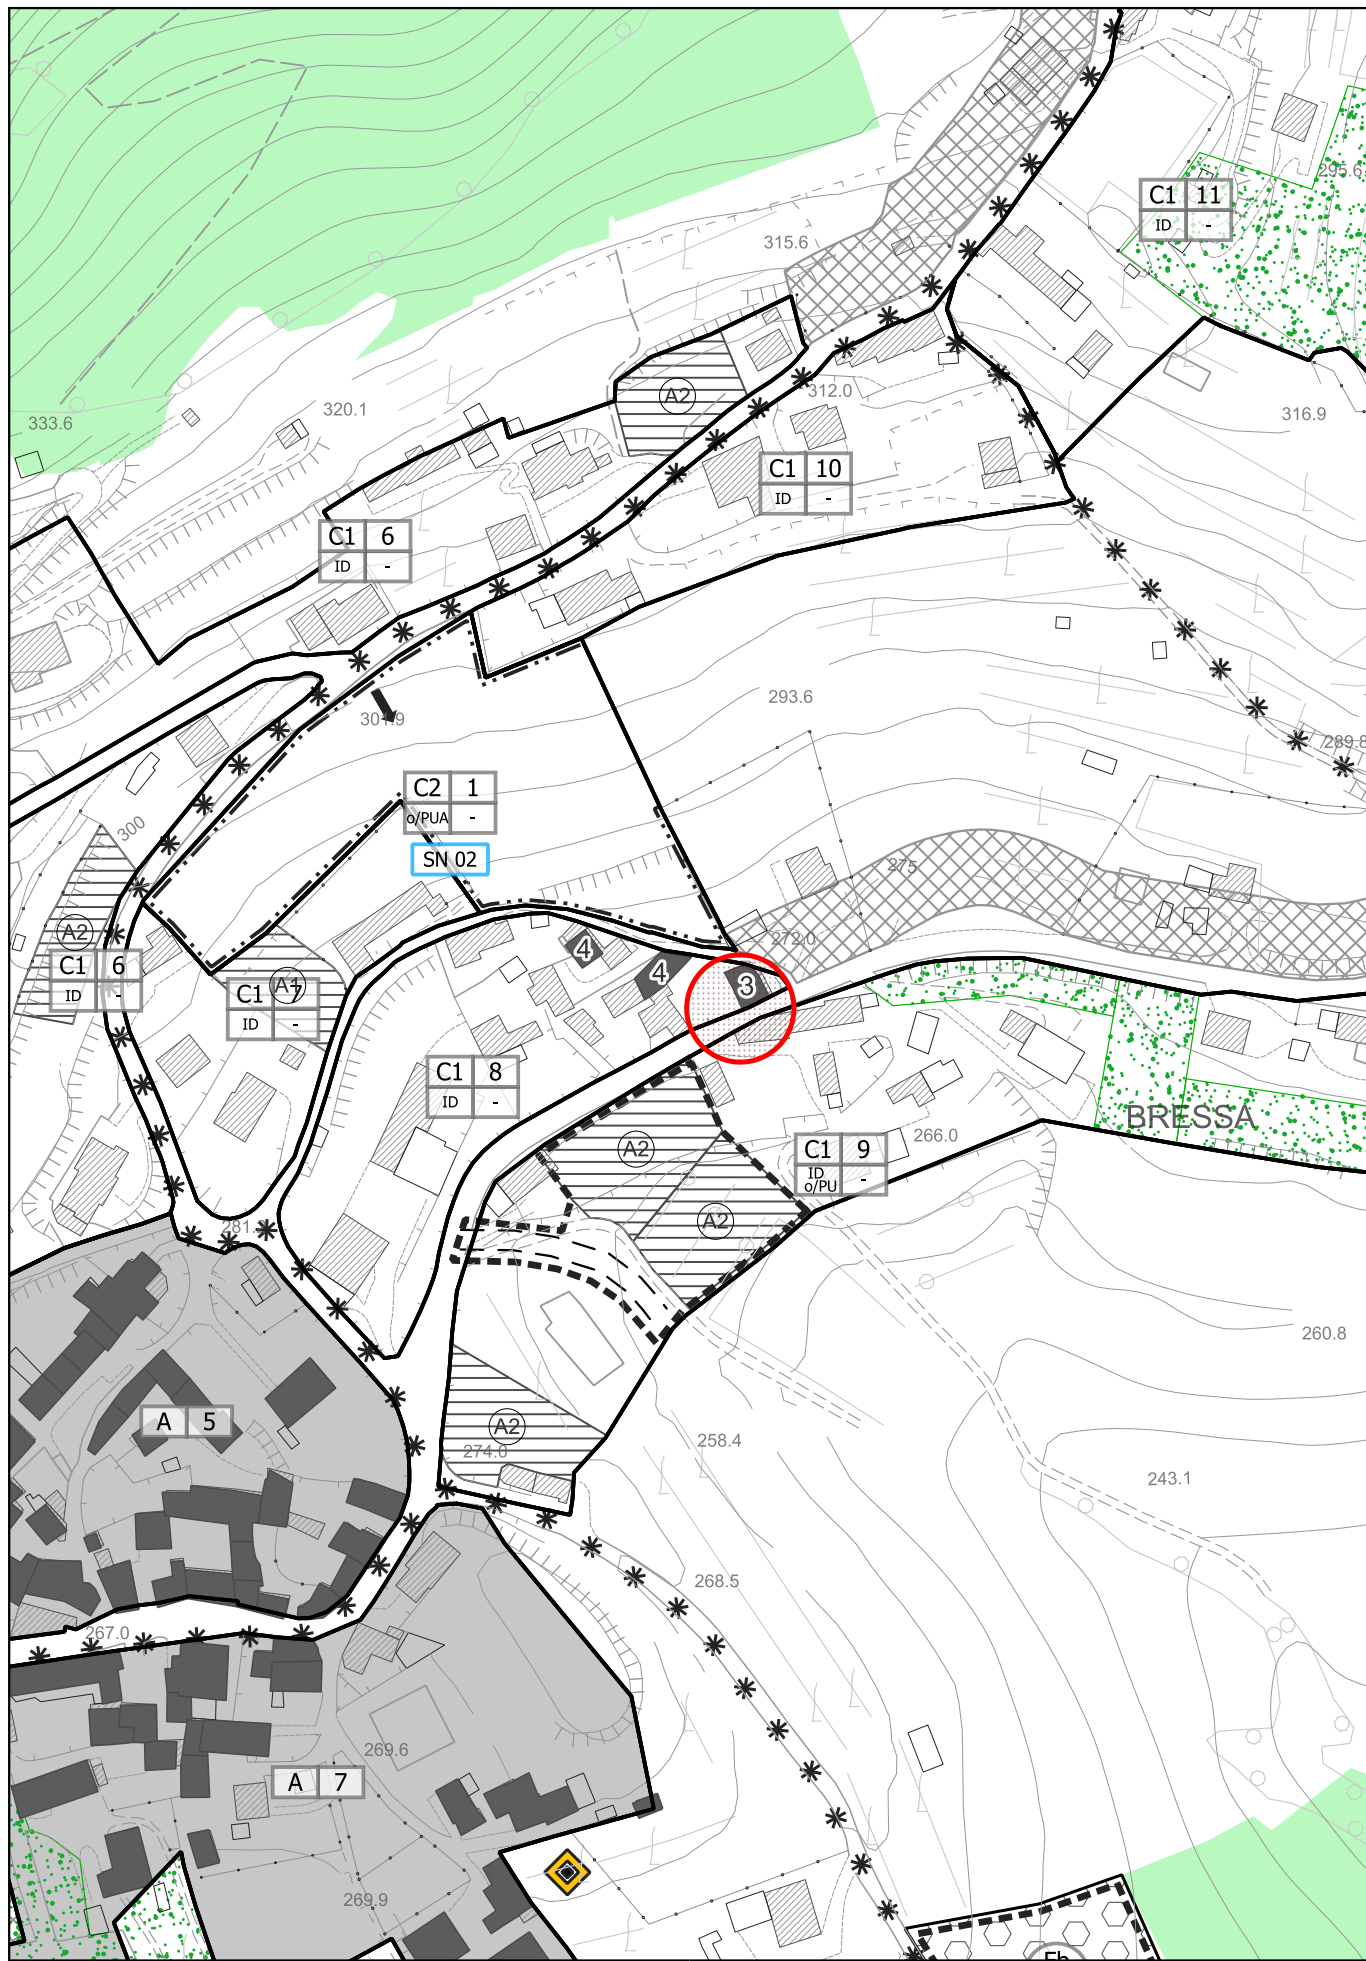 295.6
C1 11
ID -
315.6
A2
312.0
320.1
333.6
316.9
C1 10
ID -
C1 6
ID -
293.6
301.9
289.8
C2 1
o/PUA -
SN 02
300
275
A2
272.0
4
4
3
C1 6
ID -
A1
C1 7
ID -
C1 8
ID -
BRESSA
266.0
A2
C1 9
ID
o/PU -
A2
260.8
A 5
A2
274.0
258.4
243.1
268.5
267.0
269.6
A 7
269.9